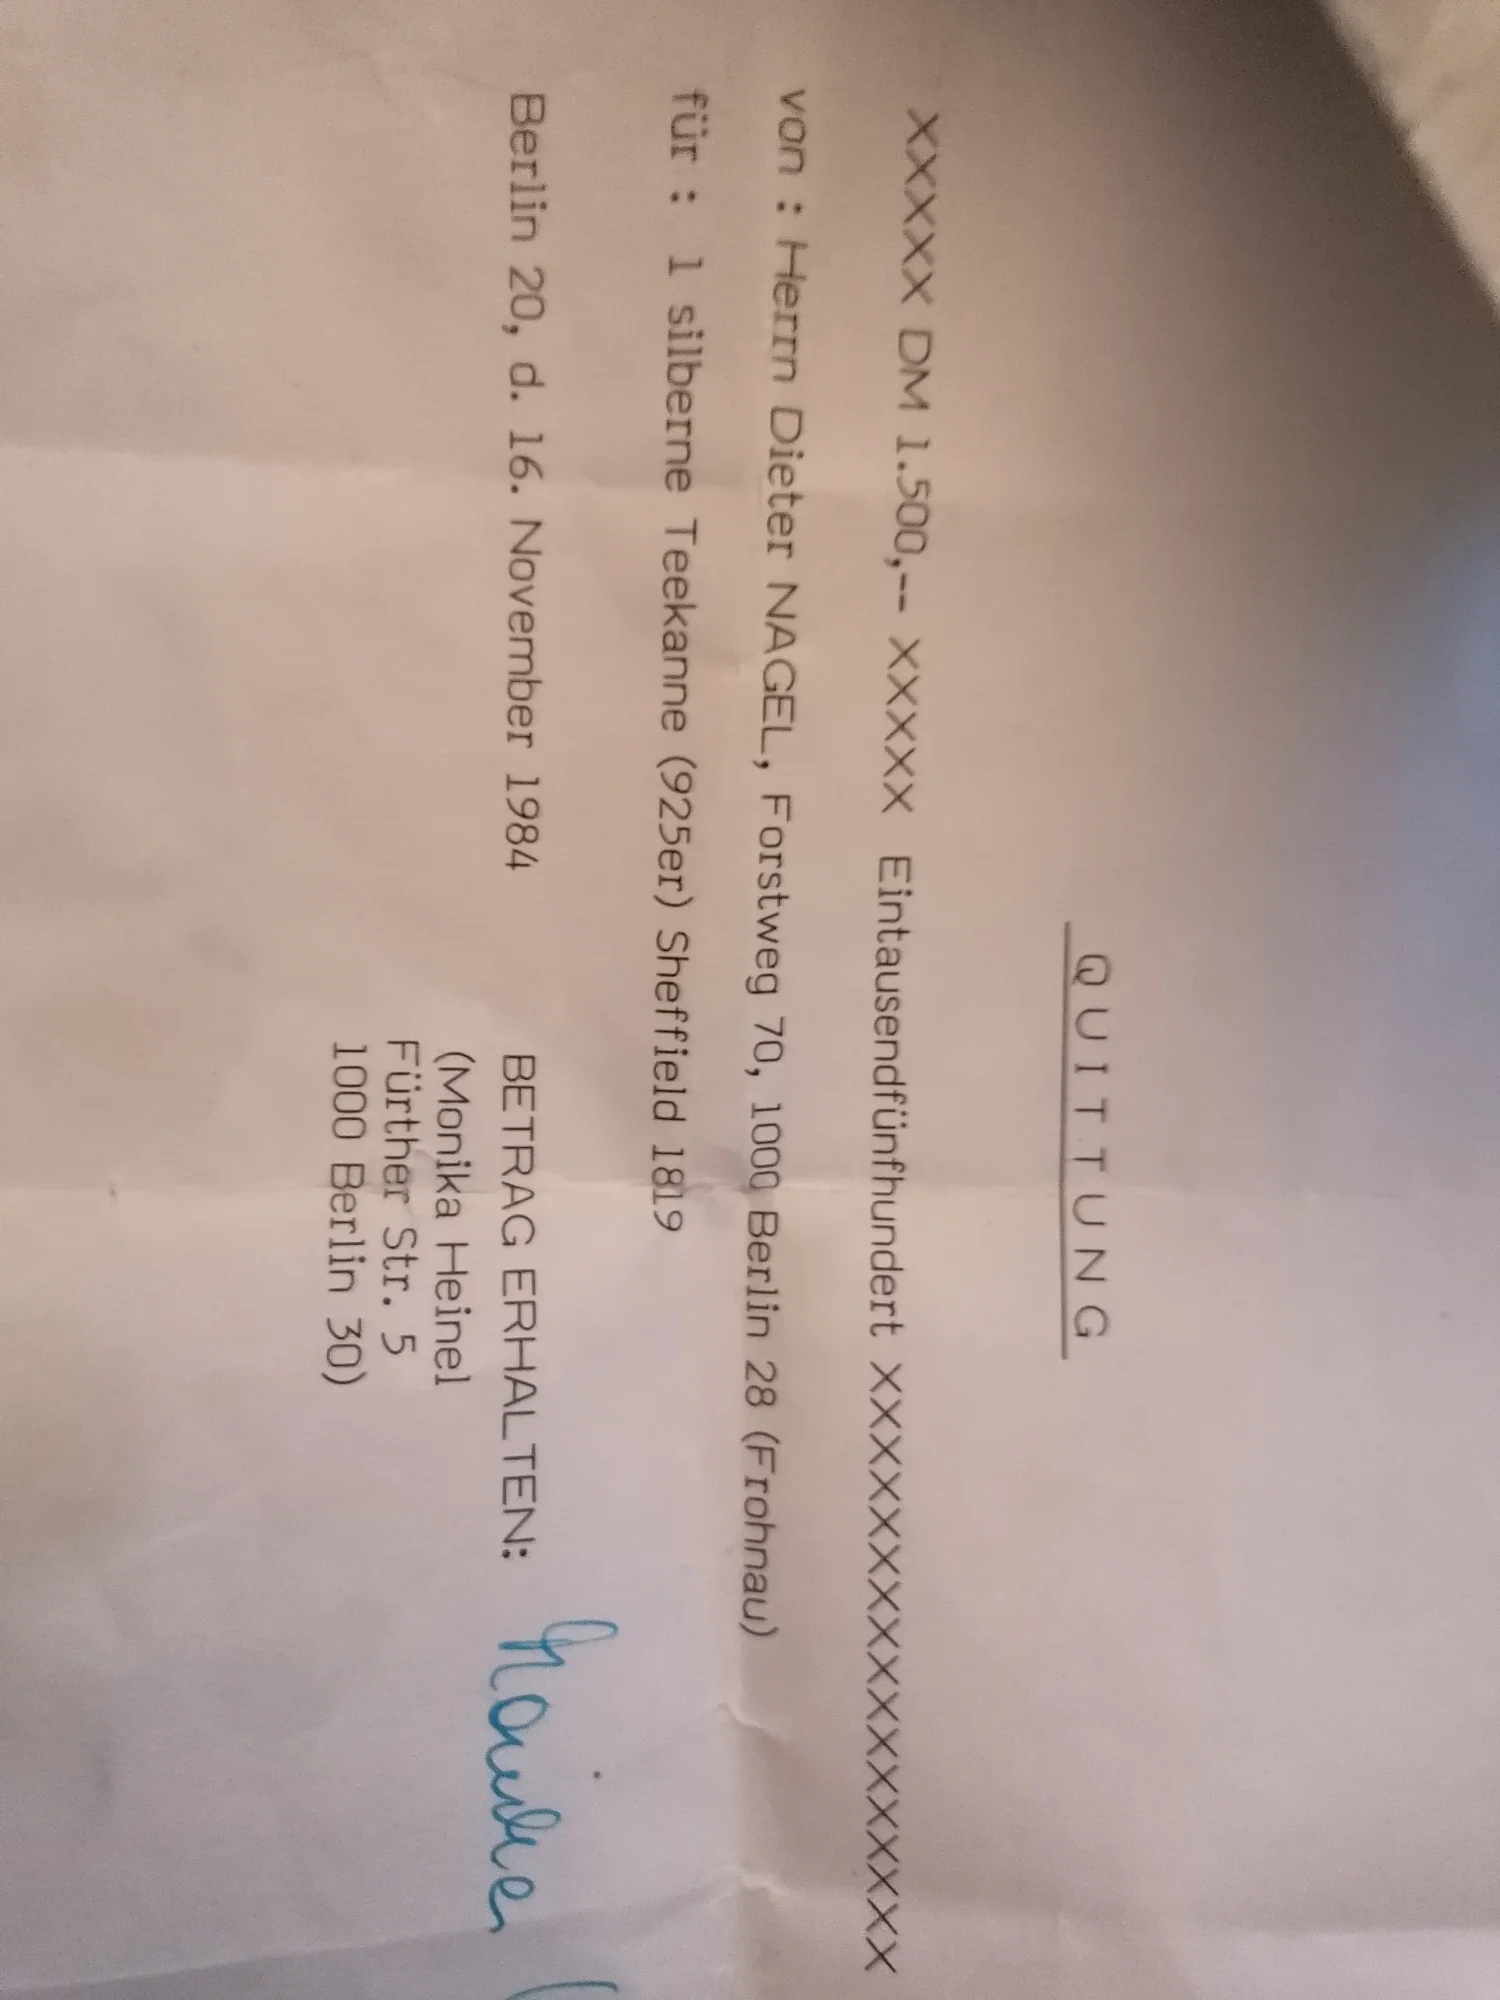 QUITTUNG
XXXXX DM 1.500,-- XXXXX Eintausendfünfhundert XXXXXXXXXXXXXXXXX
von : Herrn Dieter NAGEL, Forstweg 70, 1000 Berlin 28 (Frohnau)
für : 1 silberne Teekanne (925er) Sheffield 1819
Berlin 20, d. 16. November 1984 BETRAG ERHALTEN: Monika
(Monika Heinel
Fürther Str. 5
1000 Berlin 30)